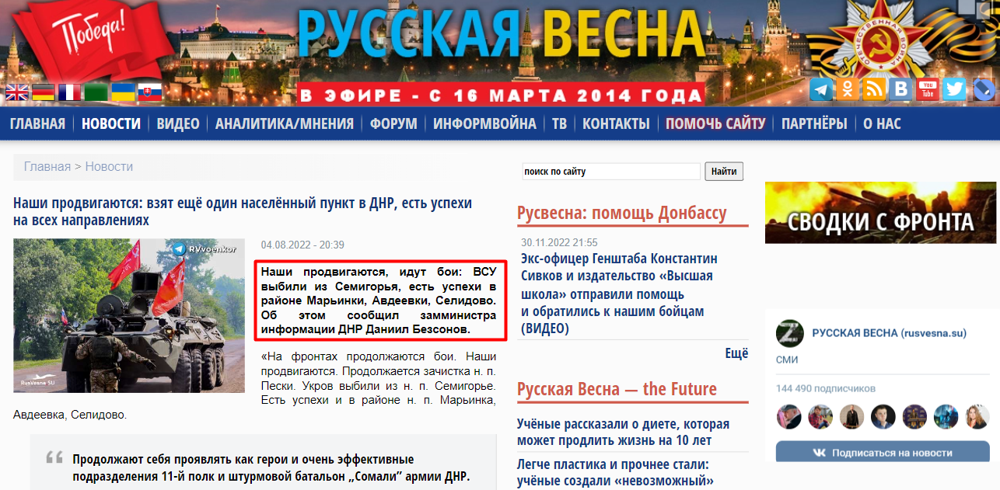 Победа!
РУССКАЯ ВЕСНА
ОТЕЧЕСТВЕННАЯ ВОЙНА
В ЭФИРЕ - С 16 МАРТА 2014 ГОДА
You
Tube
ГЛАВНАЯ НОВОСТИ ВИДЕО АНАЛИТИКА/МНЕНИЯ ФОРУМ ИНФОРМВОЙНА ТВ КОНТАКТЫ ПОМОЧЬ САЙТУ ПАРТНЁРЫ О НАС
Главная > Новости
Наши продвигаются: взят ещё один населённый пункт в ДНР, есть успехи
на всех направлениях
RVvoenkor
RusVesna SU
04.08.2022 - 20:39
Наши продвигаются, идут бои: ВСУ
выбили из Семигорья, есть успехи в
районе Марьинки, Авдеевки, Селидово.
Об этом сообщил замминистра
информации ДНР Даниил Безсонов.
«На фронтах продолжаются бои. Наши
продвигаются. Продолжается зачистка н. п.
Пески. Укров выбили из н. п. Семигорье.
Есть успехи и в районе н. п. Марьинка,
Авдеевка, Селидово.
Продолжают себя проявлять как герои и очень эффективные
подразделения 11-й полк и штурмовой батальон „Сомали” армии ДНР.
поиск по сайту
Найти
Русвесна: помощь Донбассу
30.11.2022 21:55
Экс-офицер Генштаба Константин
Сивков и издательство «Высшая
школа» отправили помощь
и обратились к нашим бойцам
(ВИДЕО)
Ещё
Русская Весна — the Future
Учёные рассказали о диете, которая
может продлить жизнь на 10 лет
Легче пластика и прочнее стали:
учёные создали «невозможный»
СВОДКИ С ФРОНТА
РУССКАЯ ВЕСНА (rusvesna.su)
СМИ
144 490 подписчиков
Подписаться на новости